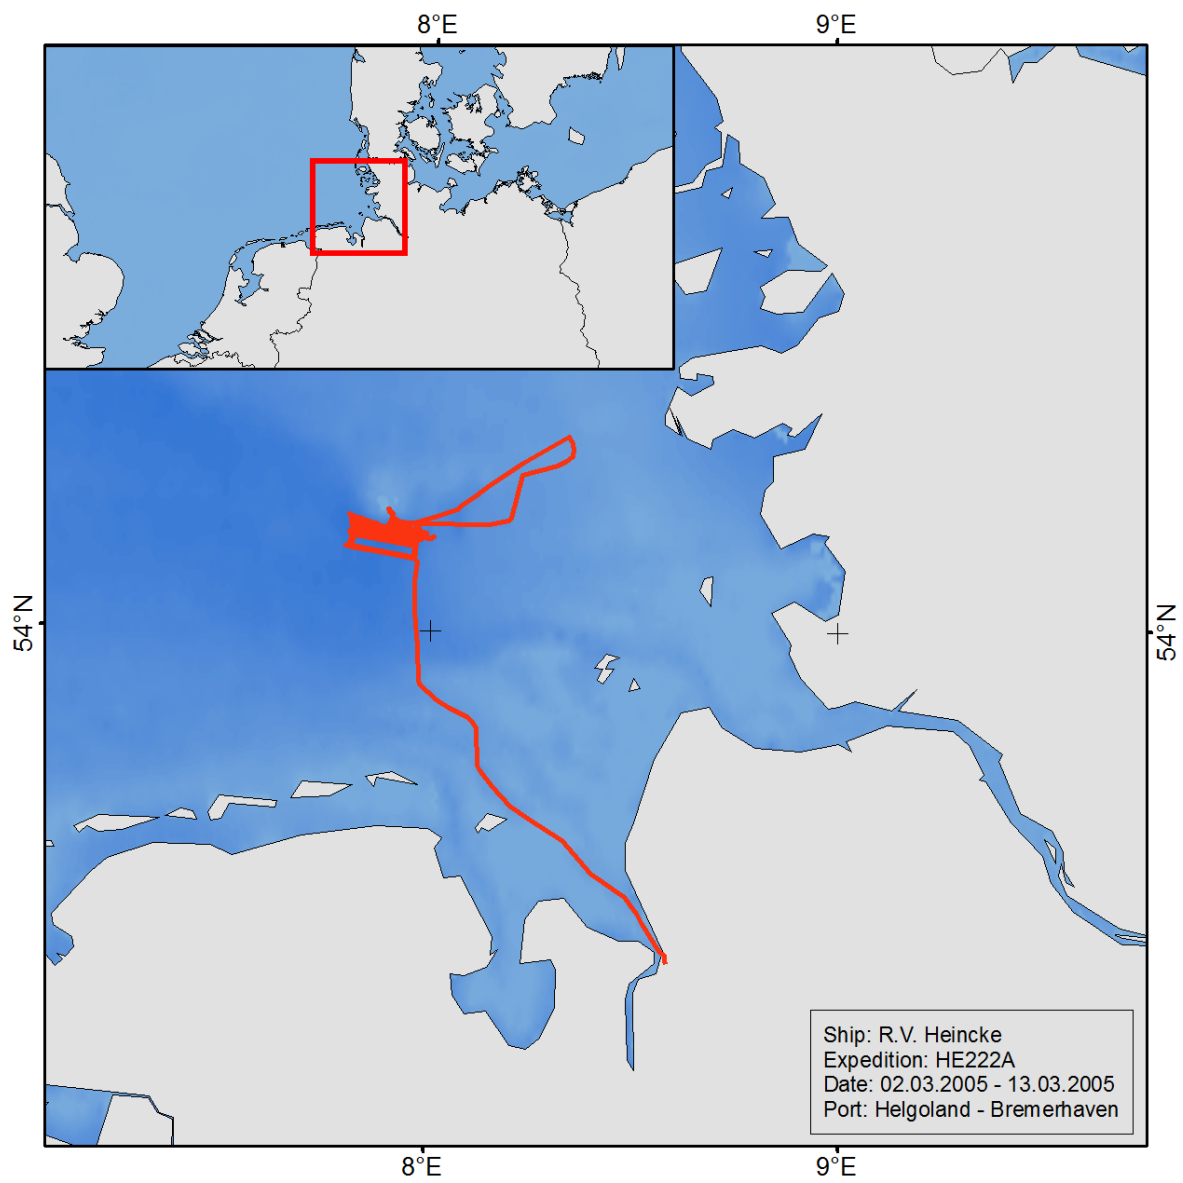 8°E
9°E
54°N
54°N
Ship: R.V. Heincke
Expedition: HE222A
Date: 02.03.2005 - 13.03.2005
Port: Helgoland - Bremerhaven
8°E
9°E